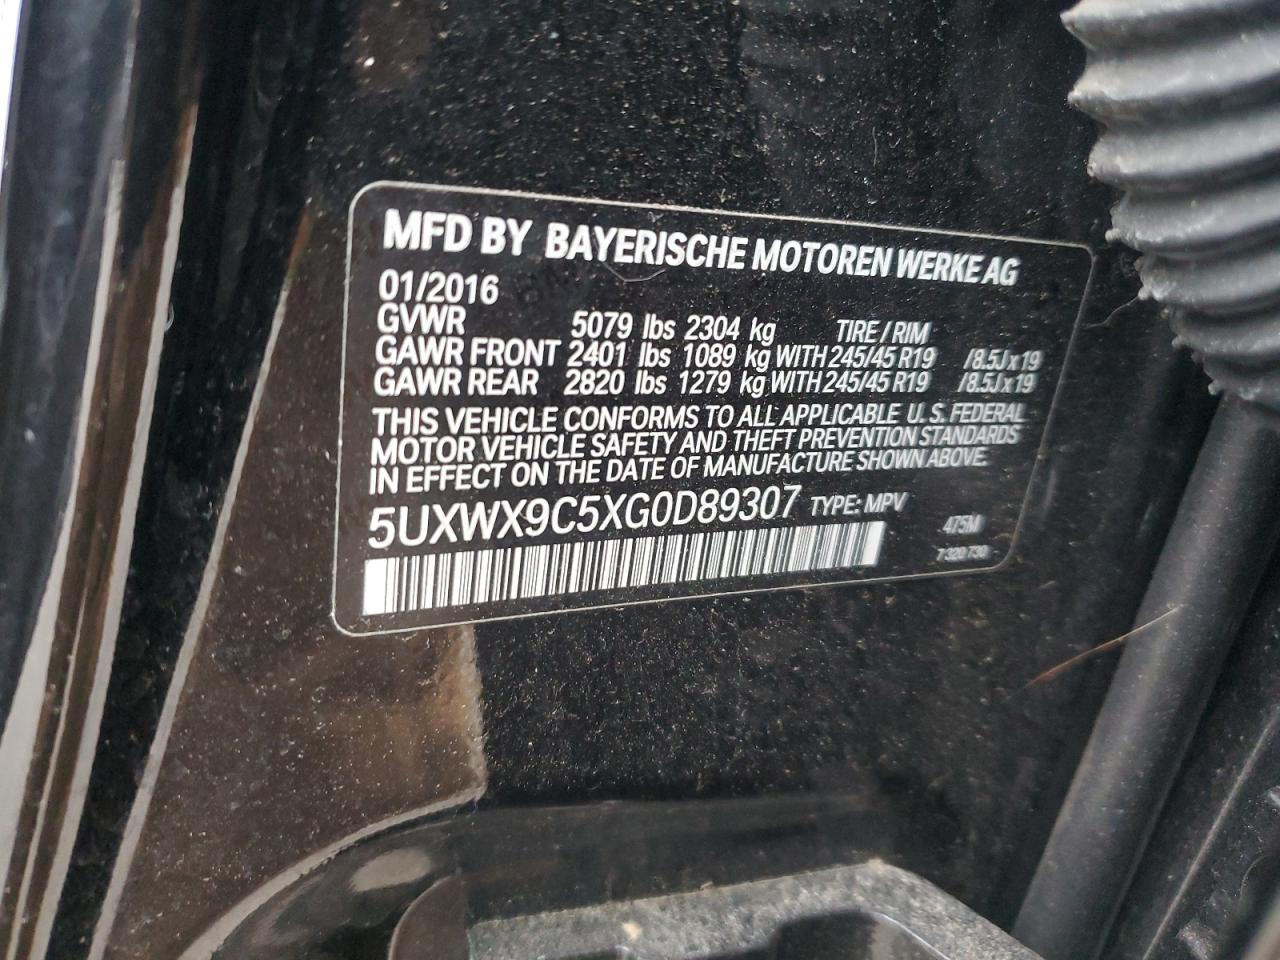 MFD BY BAYERISCHE MOTOREN WERKE AG
01/2016
GVWR 5079 lbs 2304 kg TIRE / RIM
GAWR FRONT 2401 lbs 1089 kg WITH 245/45 R19 /8.5J x 19
GAWR REAR 2820 lbs 1279 kg WITH 245/45 R19 /8.5J x 19
THIS VEHICLE CONFORMS TO ALL APPLICABLE U. S. FEDERAL
MOTOR VEHICLE SAFETY AND THEFT PREVENTION STANDARDS
IN EFFECT ON THE DATE OF MANUFACTURE SHOWN ABOVE.
5UXWX9C5XG0D89307 TYPE: MPV
475M
7 320 730